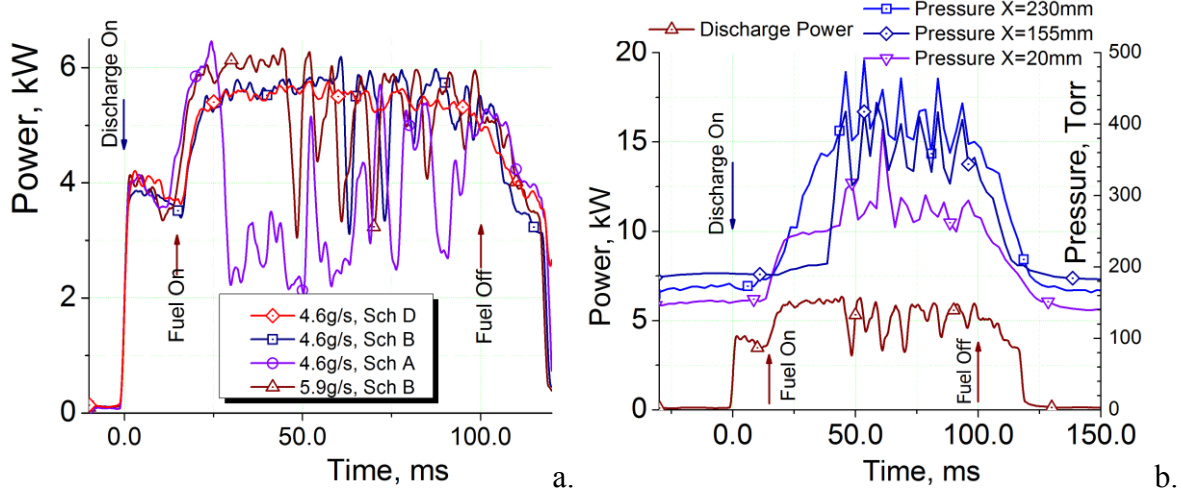 Power, kW
6
4
2
0
0.0
50.0
100.0
Time, ms
Discharge On
Fuel On
Fuel Off
4.6g/s, Sch D
4.6g/s, Sch B
4.6g/s, Sch A
5.9g/s, Sch B
a.
Discharge Power
Pressure X=230mm
Pressure X=155mm
Pressure X=20mm
Power, kW
20
15
10
5
0
500
400
300
200
100
0
Pressure, Torr
Discharge On
Fuel On
Fuel Off
0.0
50.0
100.0
150.0
Time, ms
b.